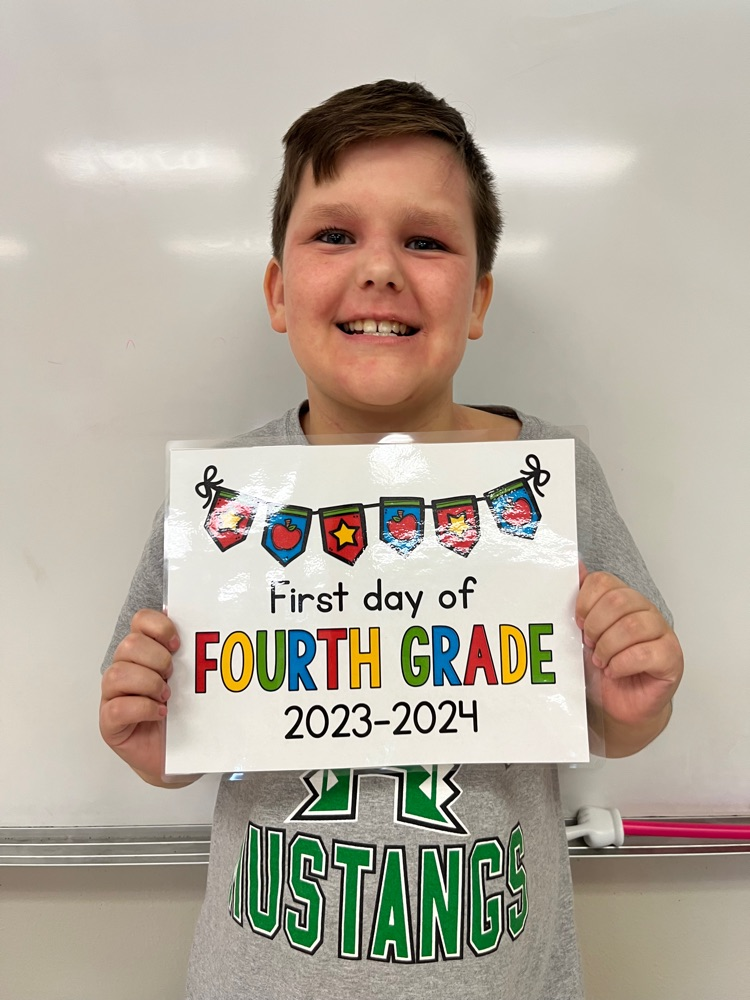 First day of
FOURTH GRADE
2023-2024
MUSTANGS